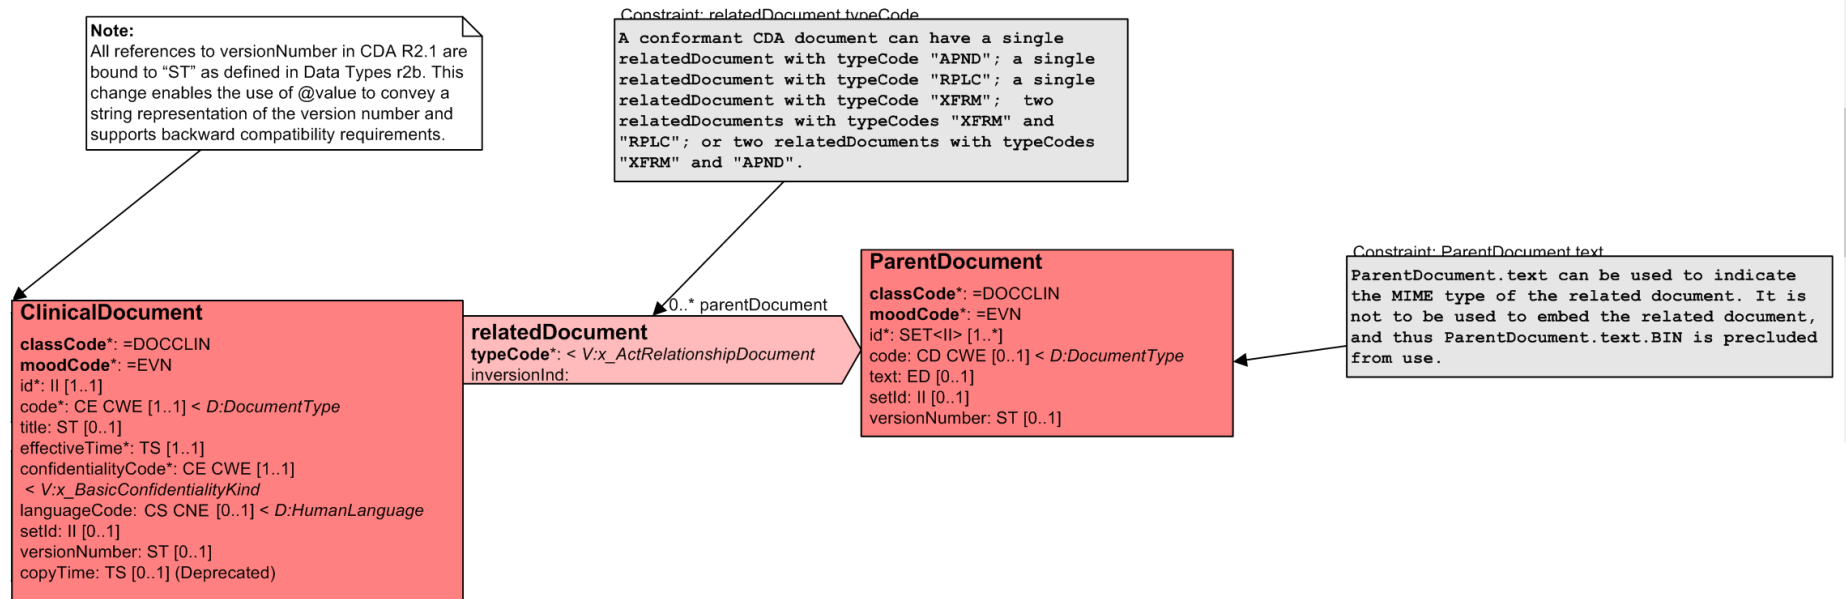 Note:
All references to versionNumber in CDA R2.1 are
bound to “ST” as defined in Data Types r2b. This
change enables the use of @value to convey a
string representation of the version number and
supports backward compatibility requirements.
Constraint: relatedDocument.typeCode
A conformant CDA document can have a single
relatedDocument with typeCode "APND"; a single
relatedDocument with typeCode "RPLC"; a single
relatedDocument with typeCode "XFRM";  two
relatedDocuments with typeCodes "XFRM" and
"RPLC"; or two relatedDocuments with typeCodes
"XFRM" and "APND".
ClinicalDocument
classCode*: =DOCCLIN
moodCode*: =EVN
id*: II [1..1]
code*: CE CWE [1..1] < D:DocumentType
title: ST [0..1]
effectiveTime*: TS [1..1]
confidentialityCode*: CE CWE [1..1]
< V:x_BasicConfidentialityKind
languageCode: CS CNE [0..1] < D:HumanLanguage
setId: II [0..1]
versionNumber: ST [0..1]
copyTime: TS [0..1] (Deprecated)
0..* parentDocument
relatedDocument
typeCode*: < V:x_ActRelationshipDocument
inversionInd:
ParentDocument
classCode*: =DOCCLIN
moodCode*: =EVN
id*: SET<II> [1..*]
code: CD CWE [0..1] < D:DocumentType
text: ED [0..1]
setId: II [0..1]
versionNumber: ST [0..1]
Constraint: ParentDocument.text
ParentDocument.text can be used to indicate
the MIME type of the related document. It is
not to be used to embed the related document,
and thus ParentDocument.text.BIN is precluded
from use.